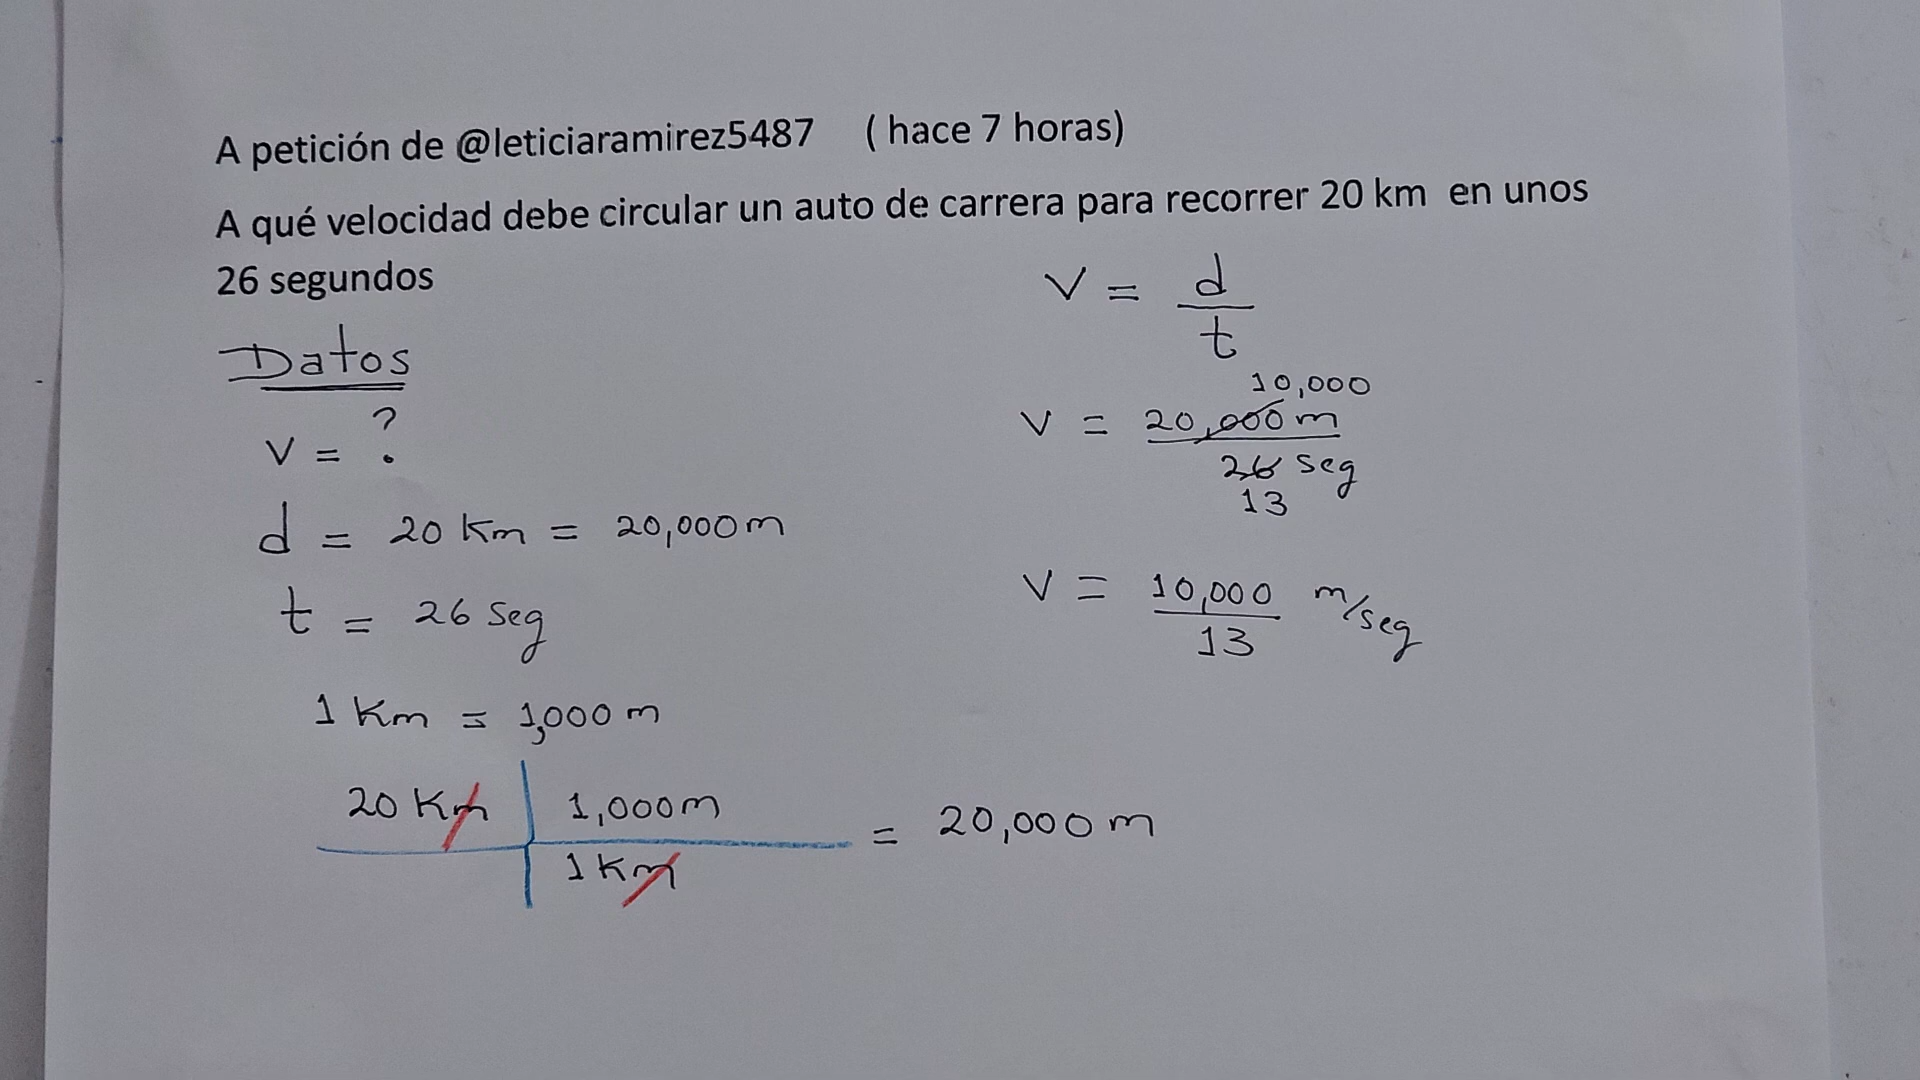 A petición de @leticiaramirez5487 ( hace 7 horas)
A qué velocidad debe circular un auto de carrera para recorrer 20 km en unos
26 segundos
Datos
V = ?
d = 20 Km = 20,000 m
t = 26 seg
1 Km = 1,000 m
20 Km | 1,000 m = 20,000 m
1 Km
V = d
t
10,000
V = 20,000 m
26 seg
13
V = 10,000 m/seg
13